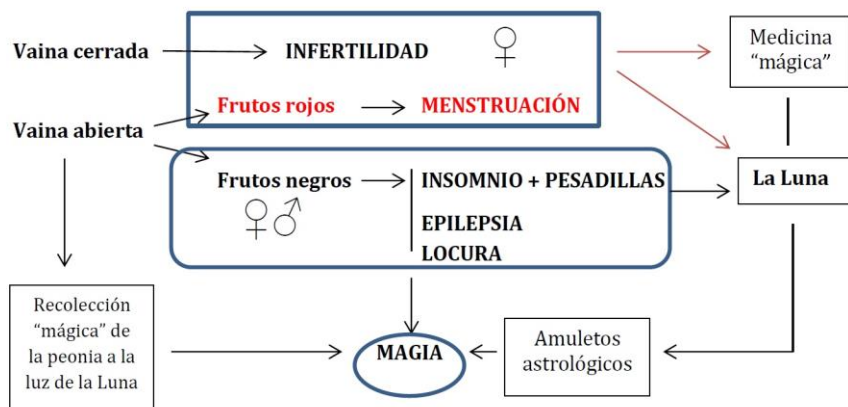 Vaina cerrada
INFERTILIDAD
Medicina
“mágica”
Frutos rojos
MENSTRUACIÓN
Vaina abierta
Frutos negros
INSOMNIO + PESADILLAS
EPILEPSIA
LOCURA
La Luna
Recolección
“mágica” de
la peonia a la
luz de la Luna
MAGIA
Amuletos
astrológicos